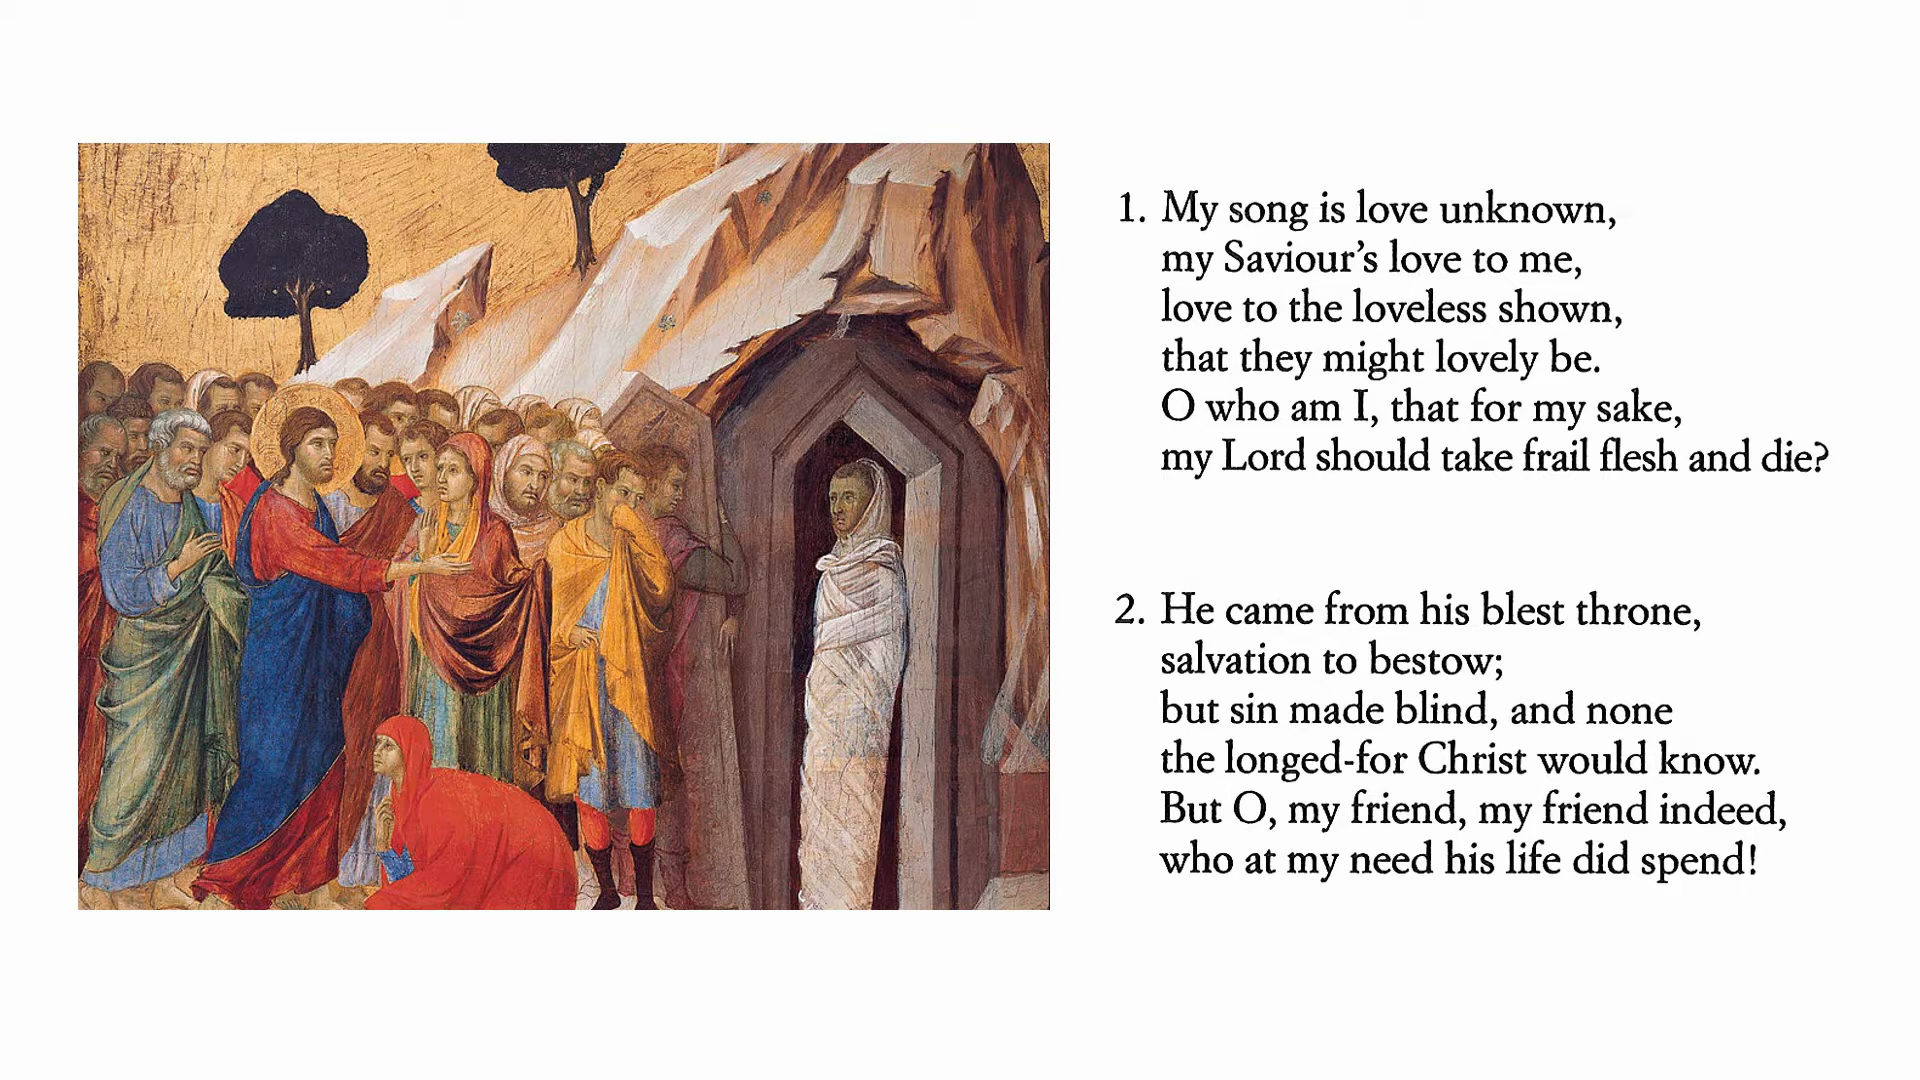 1. My song is love unknown,
my Saviour’s love to me,
love to the loveless shown,
that they might lovely be.
O who am I, that for my sake,
my Lord should take frail flesh and die?
2. He came from his blest throne,
salvation to bestow;
but sin made blind, and none
the longed-for Christ would know.
But O, my friend, my friend indeed,
who at my need his life did spend!